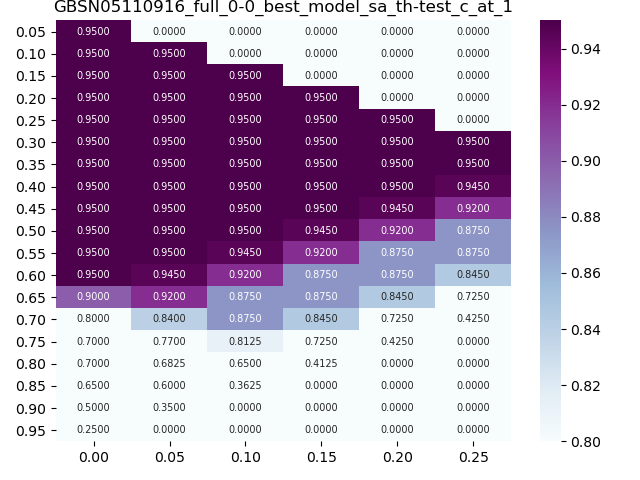 GBSN05110916_full_0-0_best_model_sa_th-test_c_at_1
0.05 0.9500 0.0000 0.0000 0.0000 0.0000 0.0000
0.10 0.9500 0.9500 0.0000 0.0000 0.0000 0.0000
0.15 0.9500 0.9500 0.9500 0.0000 0.0000 0.0000
0.20 0.9500 0.9500 0.9500 0.9500 0.0000 0.0000
0.25 0.9500 0.9500 0.9500 0.9500 0.9500 0.0000
0.30 0.9500 0.9500 0.9500 0.9500 0.9500 0.9500
0.35 0.9500 0.9500 0.9500 0.9500 0.9500 0.9500
0.40 0.9500 0.9500 0.9500 0.9500 0.9500 0.9450
0.45 0.9500 0.9500 0.9500 0.9500 0.9450 0.9200
0.50 0.9500 0.9500 0.9500 0.9450 0.9200 0.8750
0.55 0.9500 0.9500 0.9450 0.9200 0.8750 0.8750
0.60 0.9500 0.9450 0.9200 0.8750 0.8750 0.8450
0.65 0.9000 0.9200 0.8750 0.8750 0.8450 0.7250
0.70 0.8000 0.8400 0.8750 0.8450 0.7250 0.4250
0.75 0.7000 0.7700 0.8125 0.7250 0.4250 0.0000
0.80 0.7000 0.6825 0.6500 0.4125 0.0000 0.0000
0.85 0.6500 0.6000 0.3625 0.0000 0.0000 0.0000
0.90 0.5000 0.3500 0.0000 0.0000 0.0000 0.0000
0.95 0.2500 0.0000 0.0000 0.0000 0.0000 0.0000
0.00 0.05 0.10 0.15 0.20 0.25
0.94
0.92
0.90
0.88
0.86
0.84
0.82
0.80